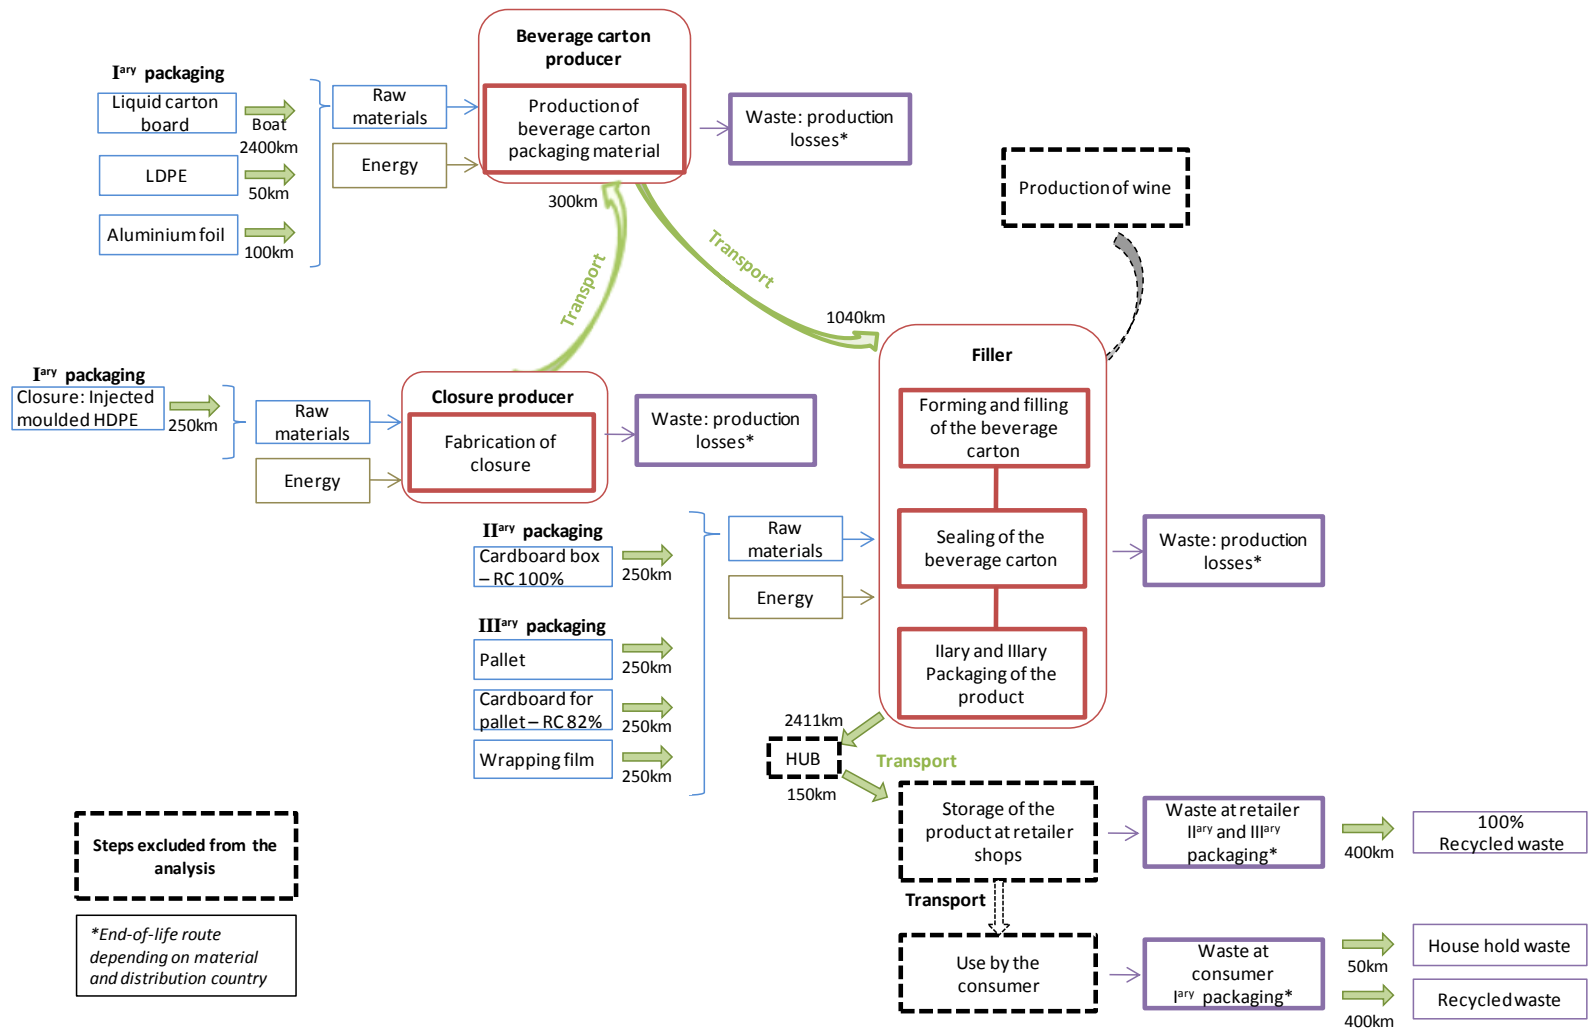 Beverage carton
producer
Iary packaging
Liquid carton
board
Boat
2400km
LDPE
50km
Aluminium foil
100km
Raw
materials
Energy
Production of
beverage carton
packaging material
Waste: production
losses*
300km
Transport
Transport
1040km
Production of wine
Iary packaging
Closure: Injected
moulded HDPE
250km
Raw
materials
Energy
Closure producer
Fabrication of
closure
Waste: production
losses*
Filler
Forming and filling
of the beverage
carton
Sealing of the
beverage carton
IIary and IIIary
Packaging of the
product
Waste: production
losses*
IIary packaging
Cardboard box
– RC 100%
250km
Raw
materials
Energy
IIIary packaging
Pallet
250km
Cardboard for
pallet – RC 82%
250km
Wrapping film
250km
2411km
HUB
Transport
150km
Storage of the
product at retailer
shops
Waste at retailer
IIary and IIIary
packaging*
400km
100%
Recycled waste
Transport
Use by the
consumer
Waste at
consumer
Iary packaging*
50km
House hold waste
400km
Recycled waste
Steps excluded from the
analysis
*End-of-life route
depending on material
and distribution country